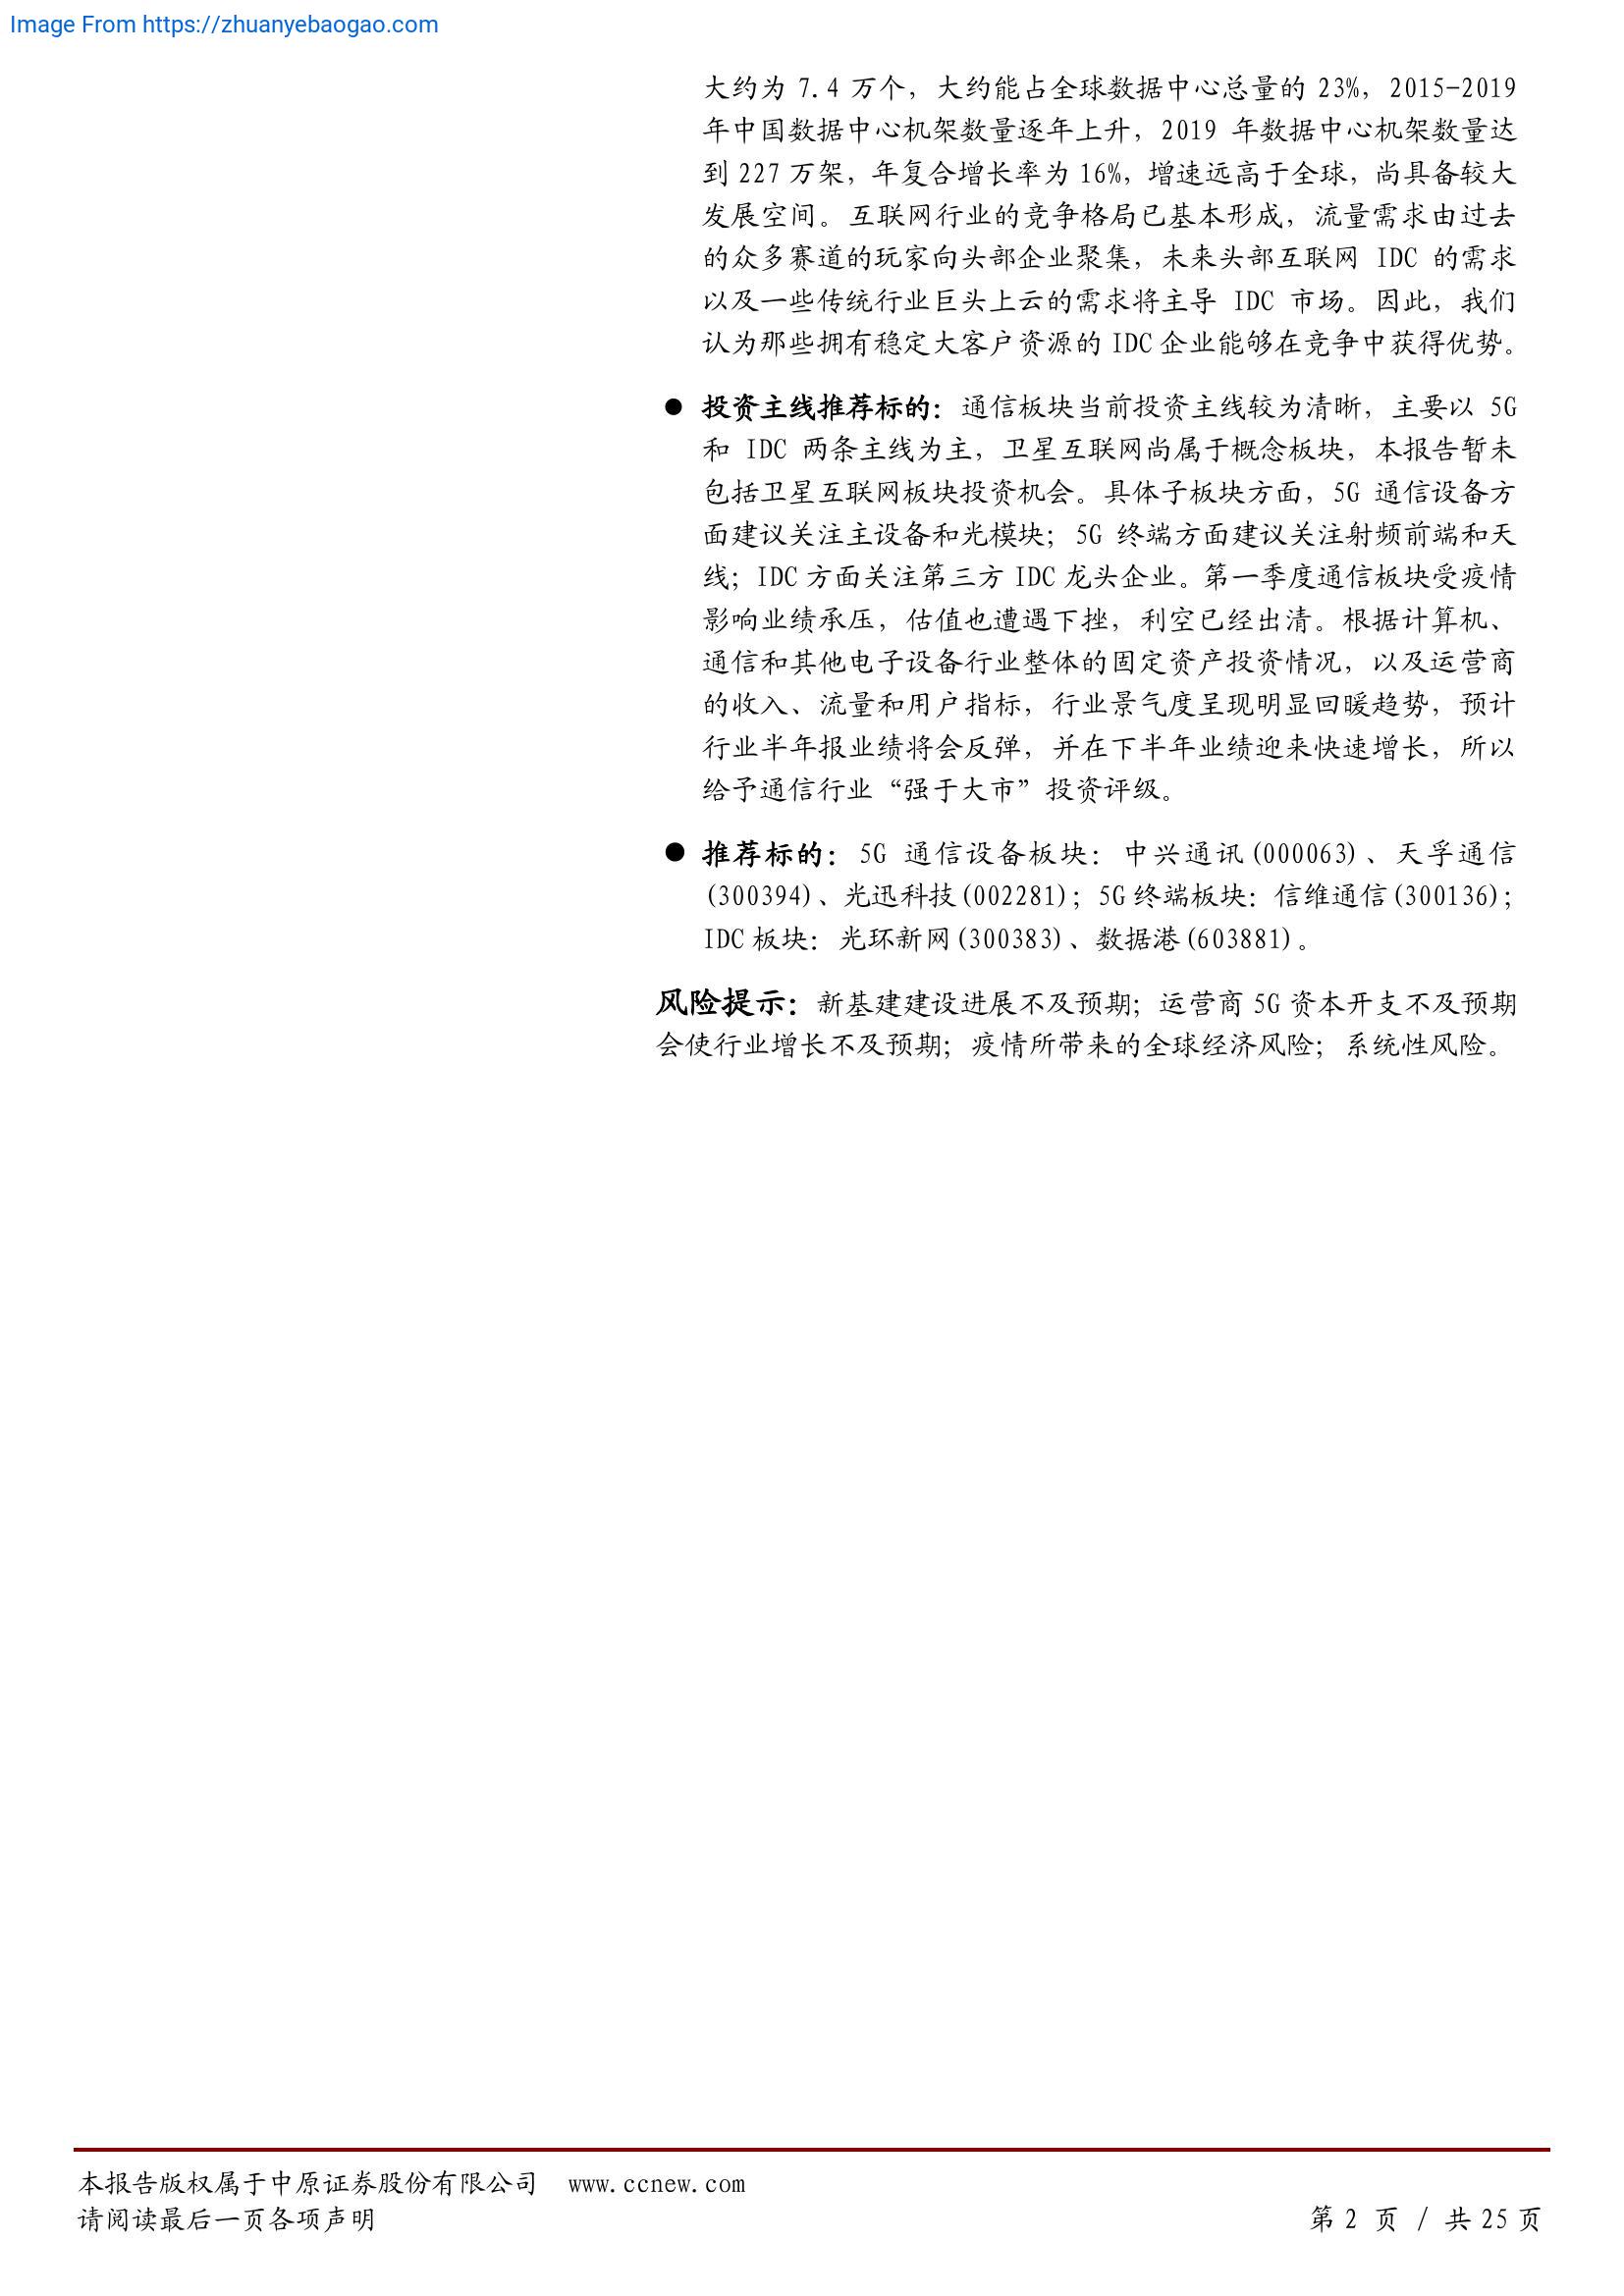 Image From https://zhuanyebaogao.com
大约为 7.4 万个，大约能占全球数据中心总量的 23%，2015-2019
年中国数据中心机架数量逐年上升，2019 年数据中心机架数量达
到 227 万架，年复合增长率为 16%，增速远高于全球，尚具备较大
发展空间。互联网行业的竞争格局已基本形成，流量需求由过去
的众多赛道的玩家向头部企业聚集，未来头部互联网 IDC 的需求
以及一些传统行业巨头上云的需求将主导 IDC 市场。因此，我们
认为那些拥有稳定大客户资源的 IDC 企业能够在竞争中获得优势。
● 投资主线推荐标的：通信板块当前投资主线较为清晰，主要以 5G
和 IDC 两条主线为主，卫星互联网尚属于概念板块，本报告暂未
包括卫星互联网板块投资机会。具体子板块方面，5G 通信设备方
面建议关注主设备和光模块；5G 终端方面建议关注射频前端和天
线；IDC 方面关注第三方 IDC 龙头企业。第一季度通信板块受疫情
影响业绩承压，估值也遭遇下挫，利空已经出清。根据计算机、
通信和其他电子设备行业整体的固定资产投资情况，以及运营商
的收入、流量和用户指标，行业景气度呈现明显回暖趋势，预计
行业半年报业绩将会反弹，并在下半年业绩迎来快速增长，所以
给予通信行业“强于大市”投资评级。
● 推荐标的：5G 通信设备板块：中兴通讯(000063)、天孚通信
(300394)、光迅科技(002281)；5G 终端板块：信维通信(300136)；
IDC 板块：光环新网(300383)、数据港(603881)。
风险提示：新基建建设进展不及预期；运营商 5G 资本开支不及预期
会使行业增长不及预期；疫情所带来的全球经济风险；系统性风险。
本报告版权属于中原证券股份有限公司 www.ccnew.com
请阅读最后一页各项声明 第 2 页 / 共 25 页